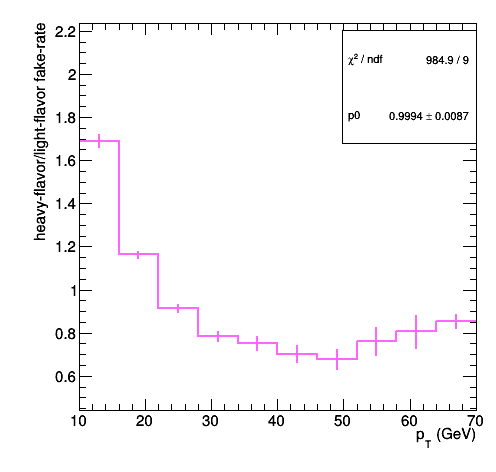 heavy-flavor/light-flavor fake-rate
2.2
2
1.8
1.6
1.4
1.2
1
0.8
0.6
χ² / ndf 984.9 / 9
p0 0.9994 ± 0.0087
10 20 30 40 50 60 70
p_T (GeV)